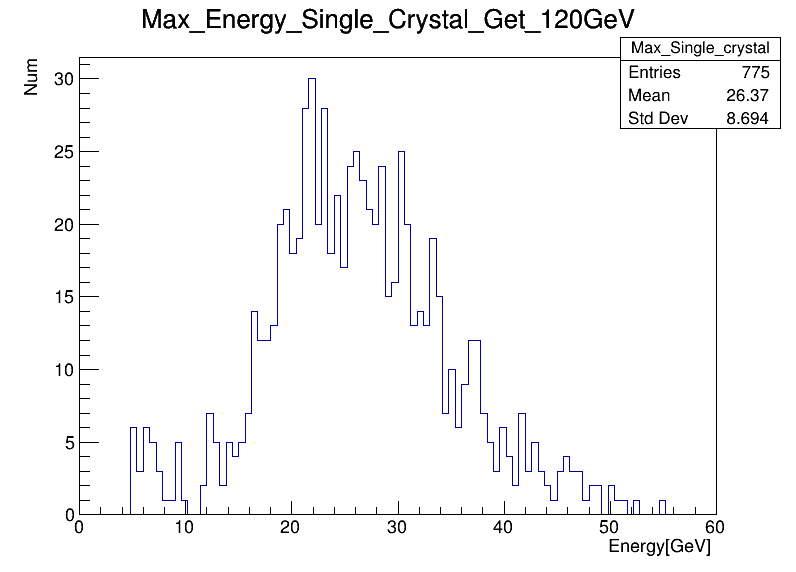 Max_Energy_Single_Crystal_Get_120GeV
Max_Single_crystal
Entries 775
Mean 26.37
Std Dev 8.694
Num
30
25
20
15
10
5
0
0 10 20 30 40 50 60
Energy[GeV]